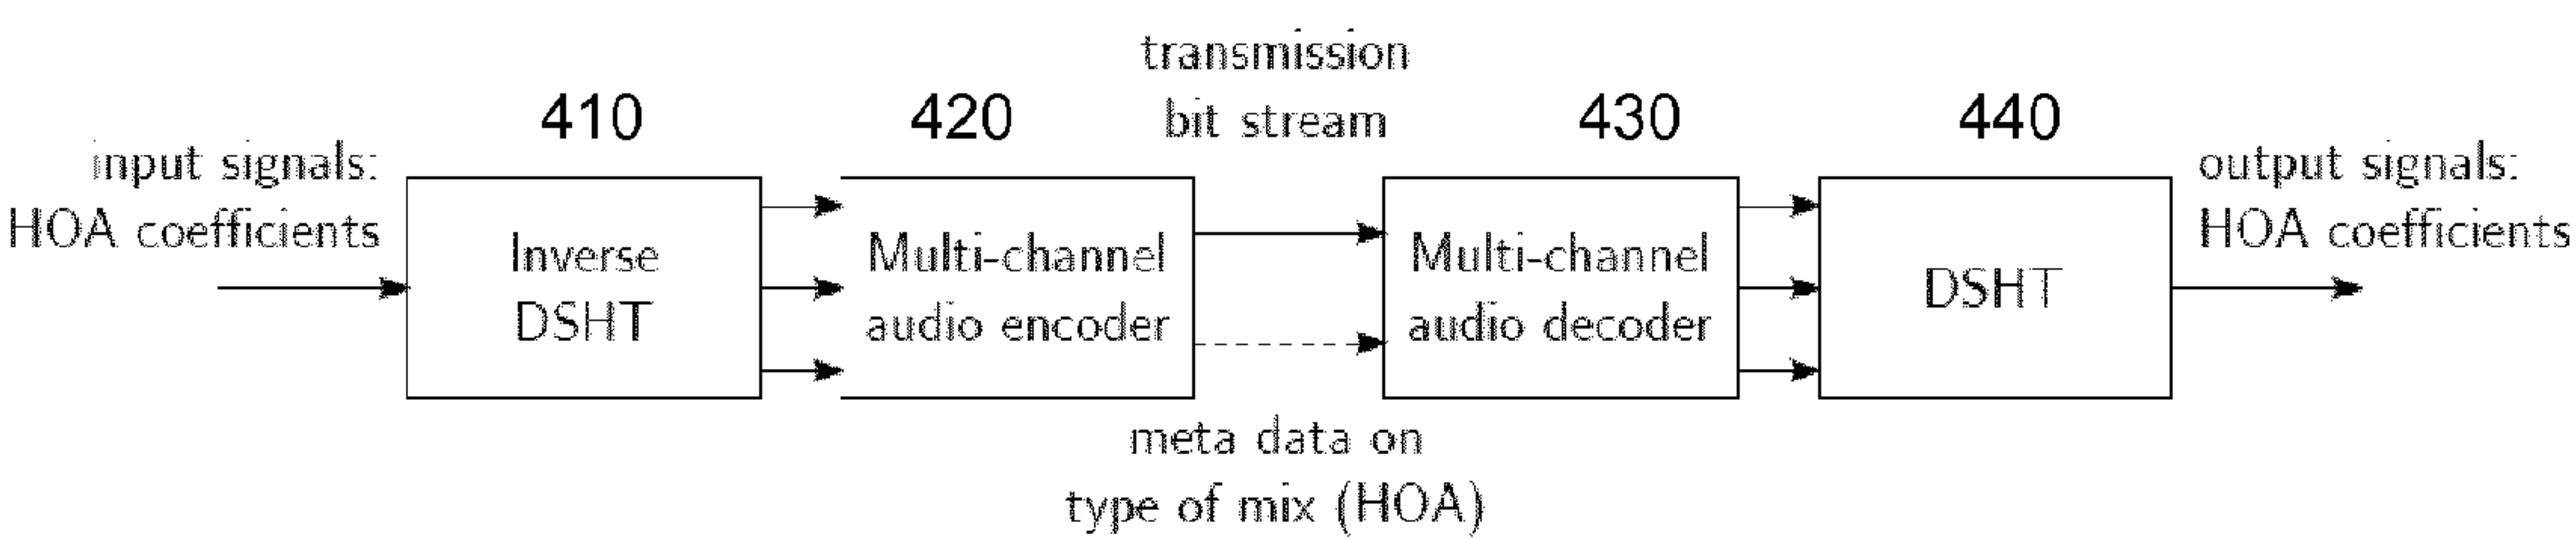 transmission
bit stream
410
420
430
440
input signals:
HOA coefficients
Inverse
DSHT
Multi-channel
audio encoder
Multi-channel
audio decoder
DSHT
output signals:
HOA coefficients
meta data on
type of mix (HOA)